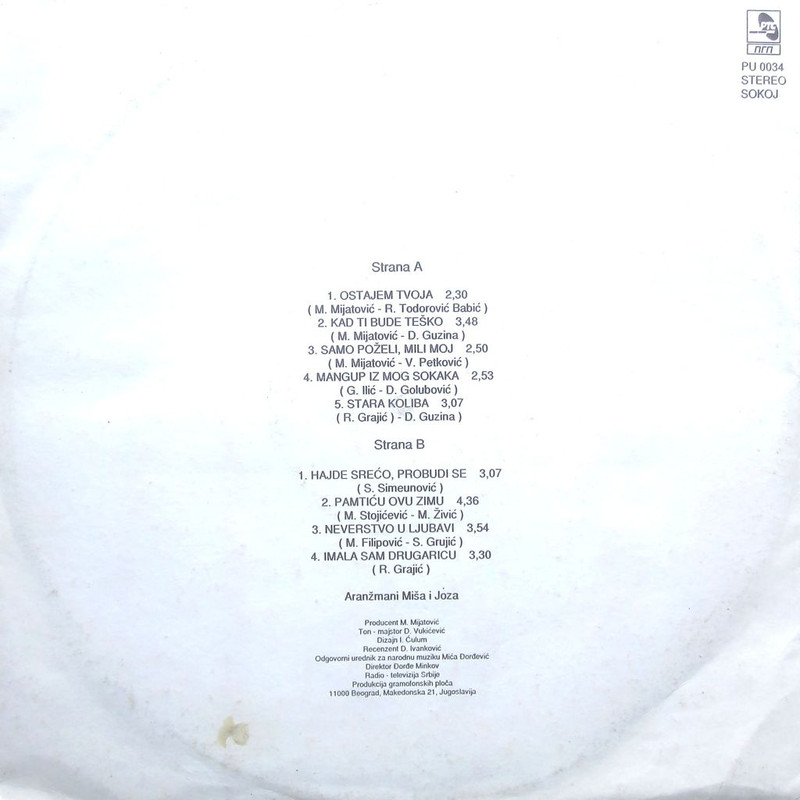 РТС
ПГП
PU 0034
STEREO
SOKOJ
Strana A
1. OSTAJEM TVOJA 2,30
( M. Mijatović - R. Todorović Babić )
2. KAD TI BUDE TEŠKO 3,48
( M. Mijatović - D. Guzina )
3. SAMO POŽELI, MILI MOJ 2,50
( M. Mijatović - V. Petković )
4. MANGUP IZ MOG SOKAKA 2,53
( G. Ilić - D. Golubović )
5. STARA KOLIBA 3,07
( R. Grajić ) - D. Guzina )
Strana B
1. HAJDE SREĆO, PROBUDI SE 3,07
( S. Simeunović )
2. PAMTIĆU OVU ZIMU 4,36
( M. Stojićević - M. Živić )
3. NEVERSTVO U LJUBAVI 3,54
( M. Filipović - S. Grujić )
4. IMALA SAM DRUGARICU 3,30
( R. Grajić )
Aranžmani Miša i Joza
Producent M. Mijatović
Ton - majstor D. Vukićević
Dizajn I. Ćulum
Recenzent D. Ivanković
Odgovorni urednik za narodnu muziku Mića Đorđević
Direktor Đorđe Minkov
Radio - televizija Srbije
Produkcija gramofonskih ploča
11000 Beograd, Makedonska 21, Jugoslavija